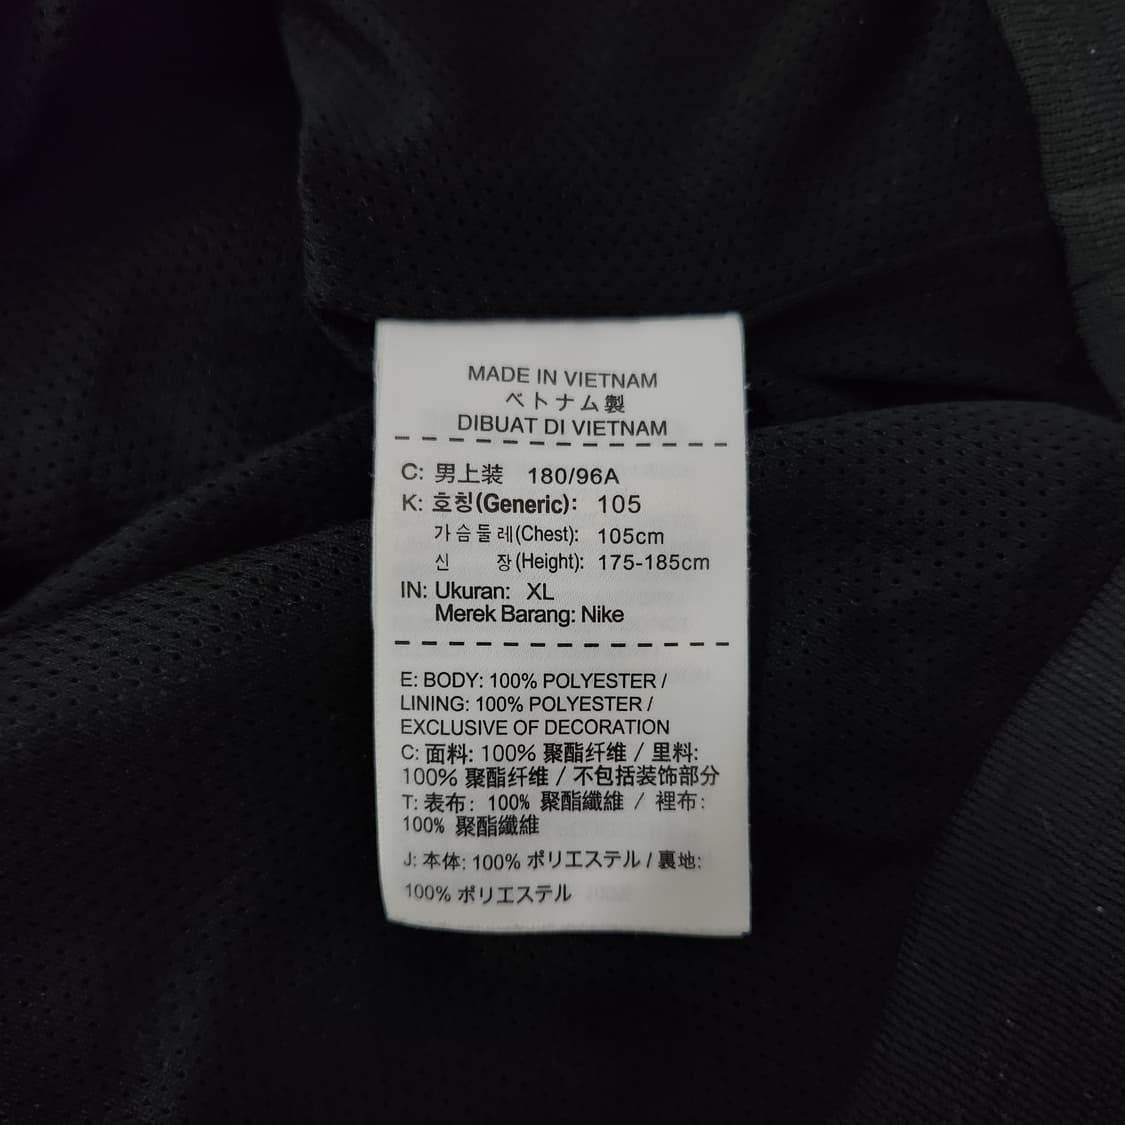 MADE IN VIETNAM
ベトナム製
DIBUAT DI VIETNAM
C: 男上装 180/96A
K: 호칭(Generic): 105
가슴둘레(Chest): 105cm
신 장(Height): 175-185cm
IN: Ukuran: XL
Merek Barang: Nike
E: BODY: 100% POLYESTER /
LINING: 100% POLYESTER /
EXCLUSIVE OF DECORATION
C: 面料: 100% 聚酯纤维 / 里料:
100% 聚酯纤维 / 不包括装饰部分
T: 表布: 100% 聚酯纖維 / 裡布:
100% 聚酯纖維
J: 本体: 100% ポリエステル / 裏地:
100% ポリエステル